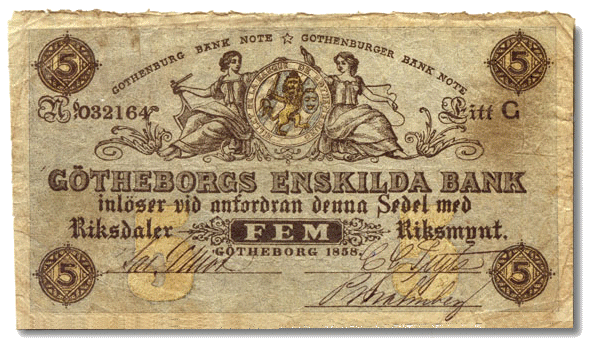 GOTHENBURG BANK NOTE ☆ GOTHENBURGER BANK NOTE
5 5
No 032164 Litt G
GÖTHEBORGS ENSKILDA BANK
inlöser vid anfordran denna Sedel med
Riksdaler FEM Riksmynt.
GÖTHEBORG 1858.
5 5